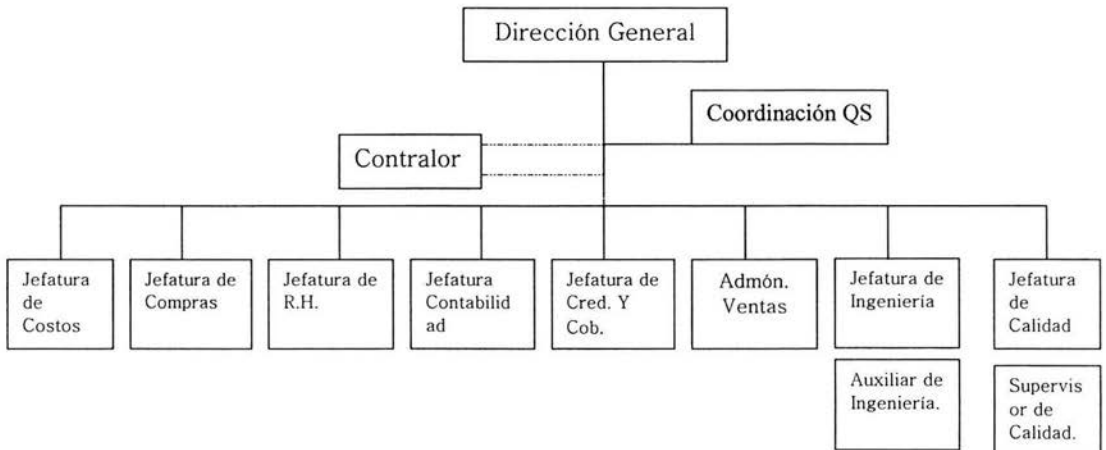 Dirección General
Coordinación QS
Contralor
Jefatura
de
Costos
Jefatura de
Compras
Jefatura de
R.H.
Jefatura
Contabilid
ad
Jefatura de
Cred. Y
Cob.
Admón.
Ventas
Jefatura de
Ingeniería
Jefatura
de
Calidad
Auxiliar de
Ingeniería.
Supervis
or de
Calidad.